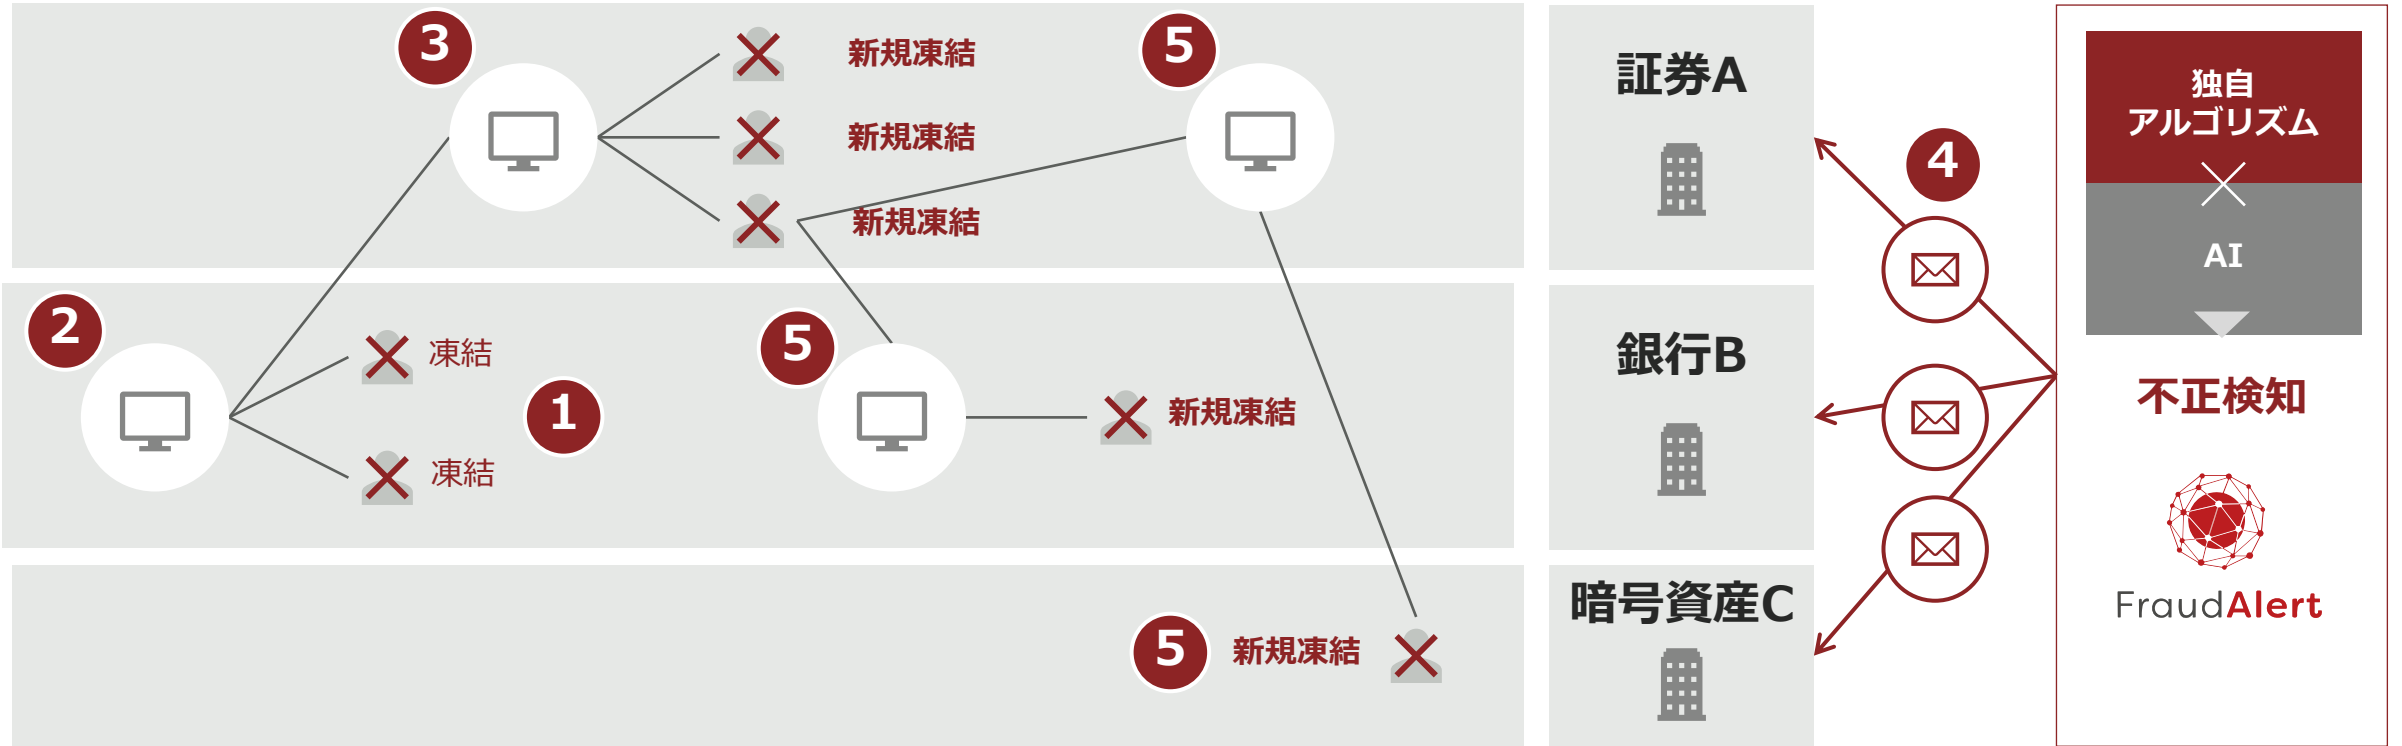 3
新規凍結
新規凍結
新規凍結
5
2
凍結
凍結
1
5
新規凍結
5
新規凍結
証券A
銀行B
暗号資産C
4
独自
アルゴリズム
AI
不正検知
FraudAlert